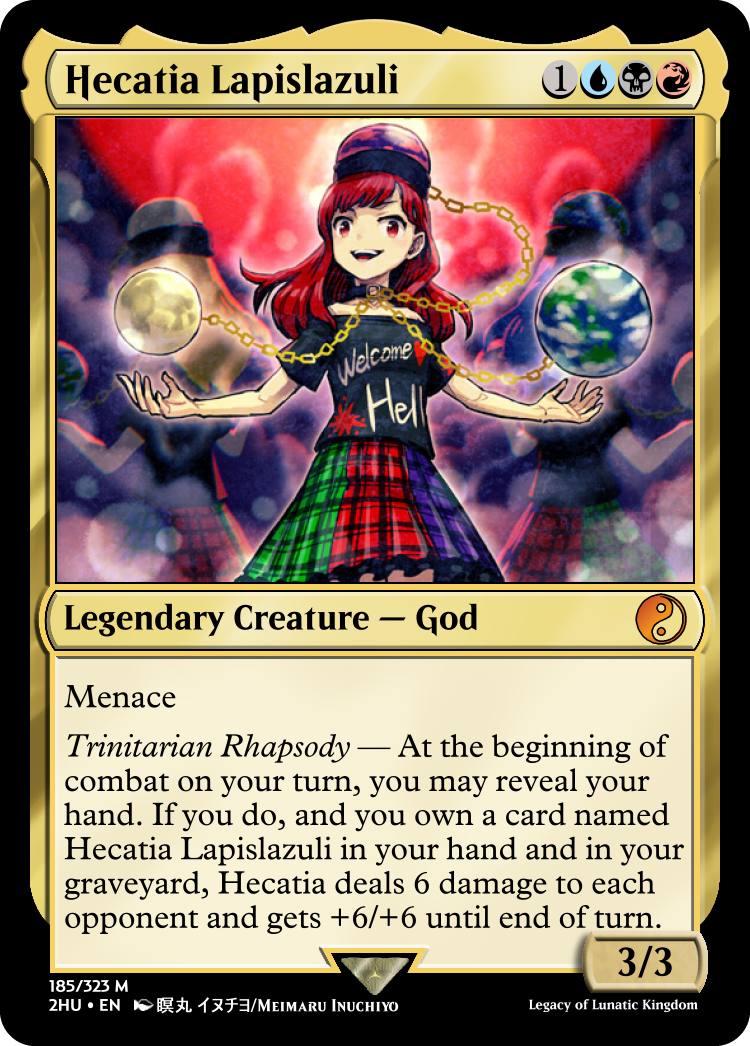 Hecatia Lapislazuli 1
Welcome
Hell
Legendary Creature — God
Menace
Trinitarian Rhapsody — At the beginning of
combat on your turn, you may reveal your
hand. If you do, and you own a card named
Hecatia Lapislazuli in your hand and in your
graveyard, Hecatia deals 6 damage to each
opponent and gets +6/+6 until end of turn.
3/3
185/323 M
2HU • EN 瞑丸 イヌチヨ/Meimaru Inuchiyo
Legacy of Lunatic Kingdom